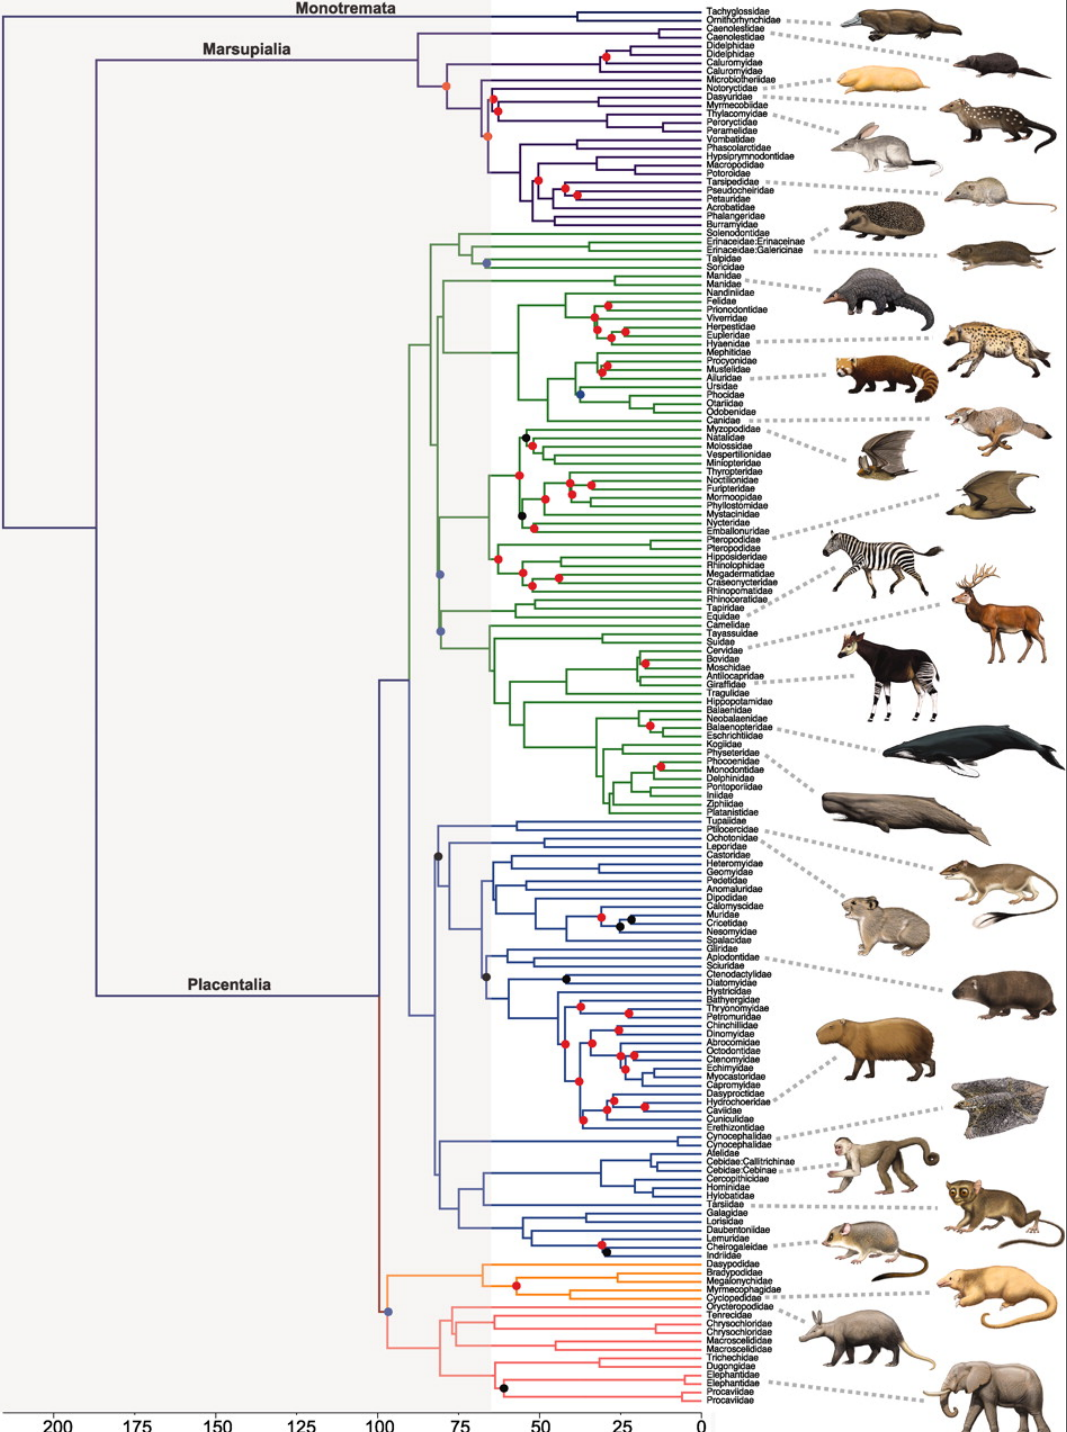 Monotremata
Tachyglossidae
Ornithorhynchidae
Caenolestidae
Caenolestidae
Marsupialia
Didelphidae
Didelphidae
Caluromyidae
Caluromyidae
Microbiotheriidae
Notoryctidae
Dasyuridae
Myrmecobiidae
Thylacomyidae
Peroryctidae
Peramelidae
Vombatidae
Phascolarctidae
Hypsiprymnodontidae
Macropodidae
Potoroidae
Tarsipedidae
Pseudocheiridae
Petauridae
Acrobatidae
Phalangeridae
Burramyidae
Solenodontidae
Erinaceidae:Erinaceinae
Erinaceidae:Galericinae
Talpidae
Soricidae
Manidae
Manidae
Nandiniidae
Felidae
Prionodontidae
Viverridae
Herpestidae
Eupleridae
Hyaenidae
Mephitidae
Procyonidae
Mustelidae
Ailuridae
Ursidae
Phocidae
Otariidae
Odobenidae
Canidae
Myzopodidae
Natalidae
Molossidae
Vespertilionidae
Miniopteridae
Thyropteridae
Noctilionidae
Furipteridae
Mormoopidae
Phyllostomidae
Mystacinidae
Nycteridae
Emballonuridae
Pteropodidae
Pteropodidae
Hipposideridae
Rhinolophidae
Megadermatidae
Craseonycteridae
Rhinopomatidae
Rhinoceratidae
Tapiridae
Equidae
Camelidae
Tayassuidae
Suidae
Cervidae
Bovidae
Moschidae
Antilocapridae
Giraffidae
Tragulidae
Hippopotamidae
Balaenidae
Neobalaenidae
Balaenopteridae
Eschrichtiidae
Kogiidae
Physeteridae
Phocoenidae
Monodontidae
Delphinidae
Pontoporiidae
Iniidae
Ziphiidae
Platanistidae
Tupaiidae
Ptilocercidae
Ochotonidae
Leporidae
Castoridae
Heteromyidae
Geomyidae
Pedetidae
Anomaluridae
Dipodidae
Calomyscidae
Muridae
Cricetidae
Nesomyidae
Spalacidae
Gliridae
Aplodontidae
Sciuridae
Ctenodactylidae
Diatomyidae
Placentalia
Hystricidae
Bathyergidae
Thryonomyidae
Petromuridae
Chinchillidae
Dinomyidae
Abrocomidae
Octodontidae
Ctenomyidae
Echimyidae
Myocastoridae
Capromyidae
Dasyproctidae
Hydrochoeridae
Caviidae
Cuniculidae
Erethizontidae
Cynocephalidae
Cynocephalidae
Atelidae
Cebidae:Callitrichinae
Cebidae:Cebinae
Cercopithicidae
Hominidae
Hylobatidae
Tarsiidae
Galagidae
Lorisidae
Daubentoniidae
Lemuridae
Cheirogaleidae
Indriidae
Dasypodidae
Bradypodidae
Megalonychidae
Myrmecophagidae
Cyclopedidae
Orycteropodidae
Tenrecidae
Chrysochloridae
Chrysochloridae
Macroscelididae
Macroscelididae
Trichechidae
Dugongidae
Elephantidae
Elephantidae
Procaviidae
Procaviidae
200 175 150 125 100 75 50 25 0